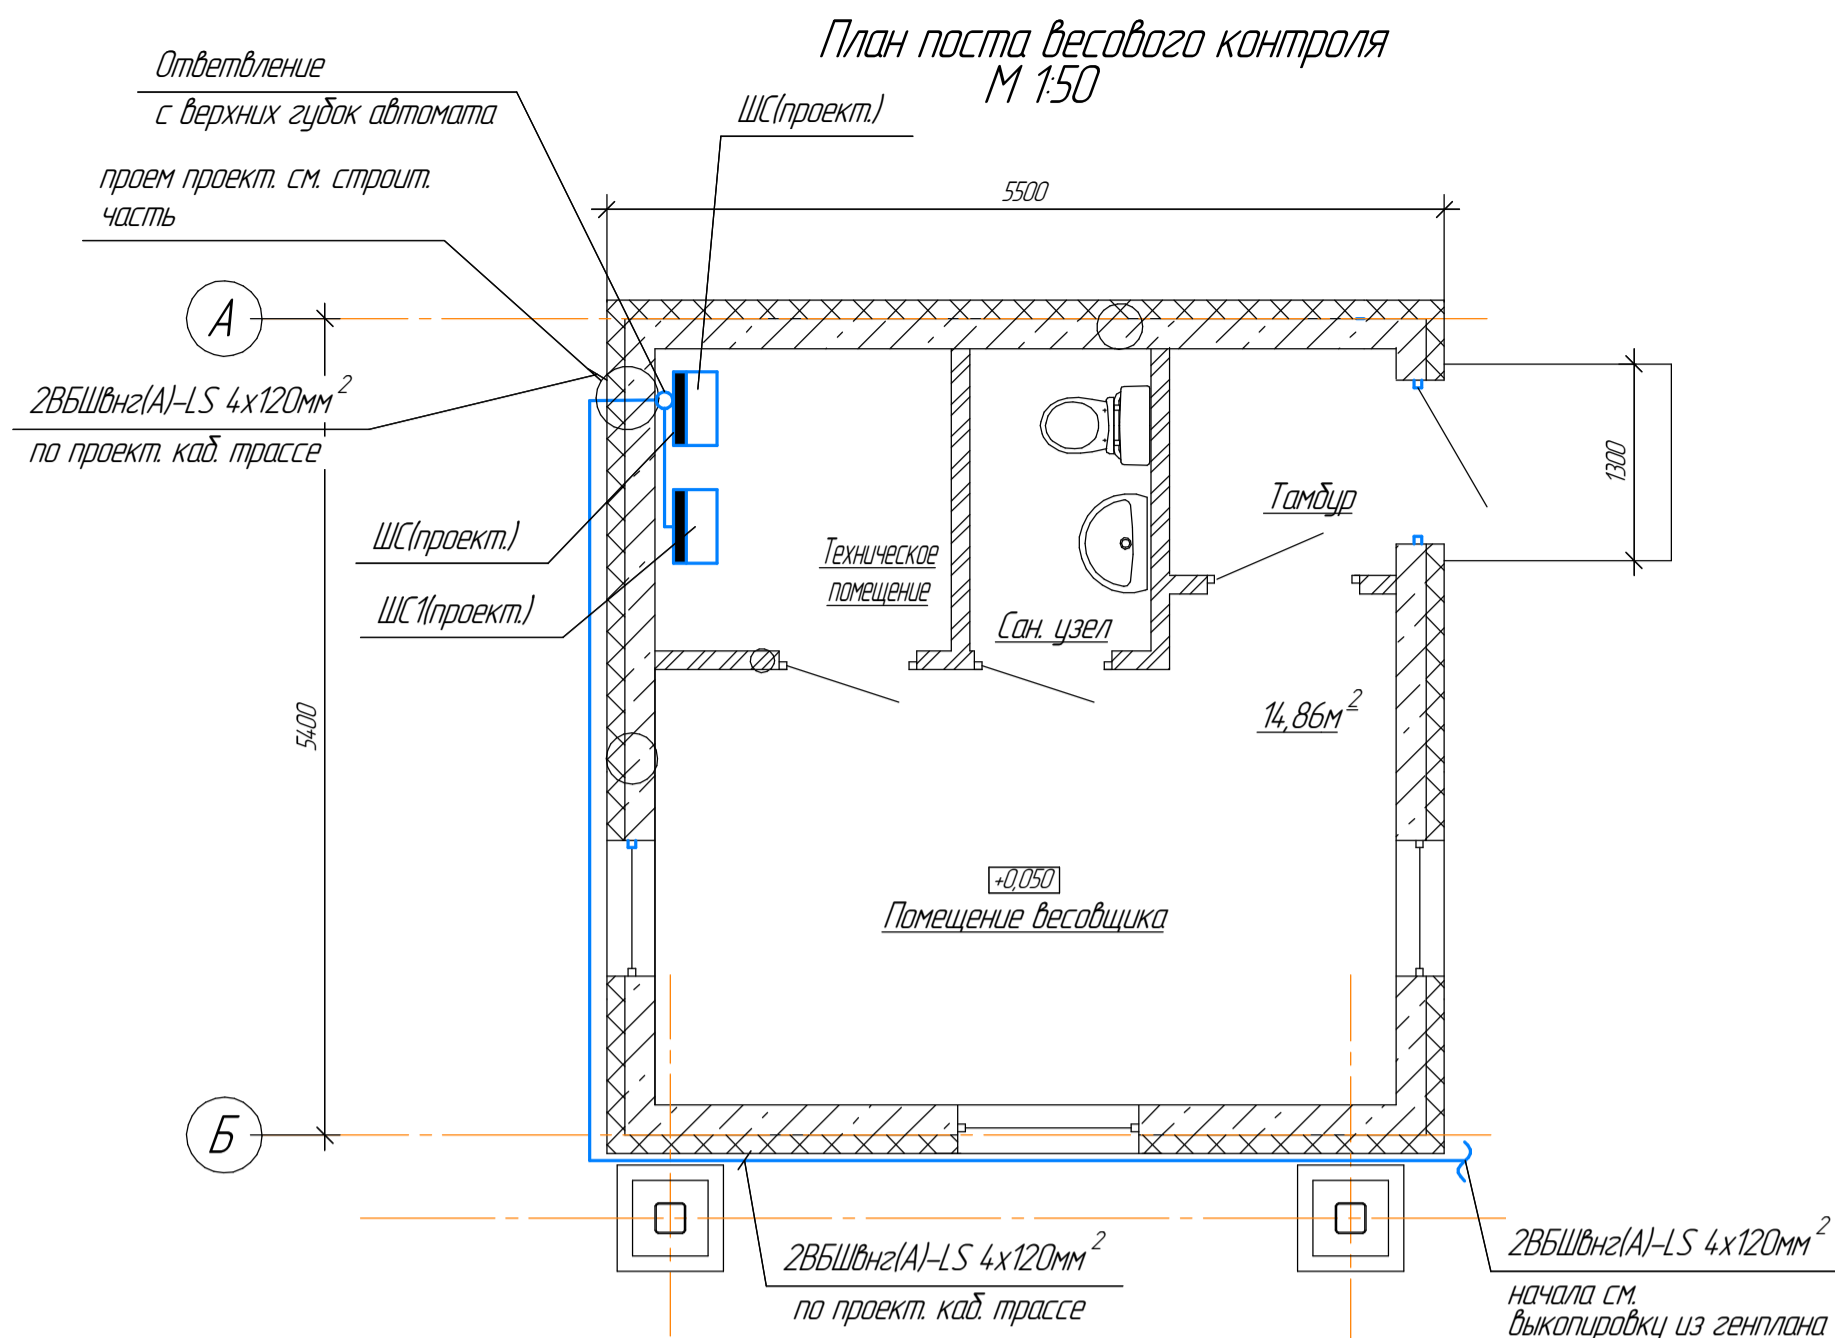 План поста весового контроля
М 1:50
Ответвление
с верхних губок автомата
ШС(проект.)
проем проект. см. строит.
часть
5500
А
2ВБШвнг(А)-LS 4х120мм²
по проект. каб. трассе
1300
Тамбур
ШС(проект.)
Техническое
помещение
ШС1(проект.)
Сан. узел
14,86м²
5400
+0,050
Помещение весовщика
Б
2ВБШвнг(А)-LS 4х120мм²
по проект. каб. трассе
2ВБШвнг(А)-LS 4х120мм²
начала см.
выкопировку из генплана